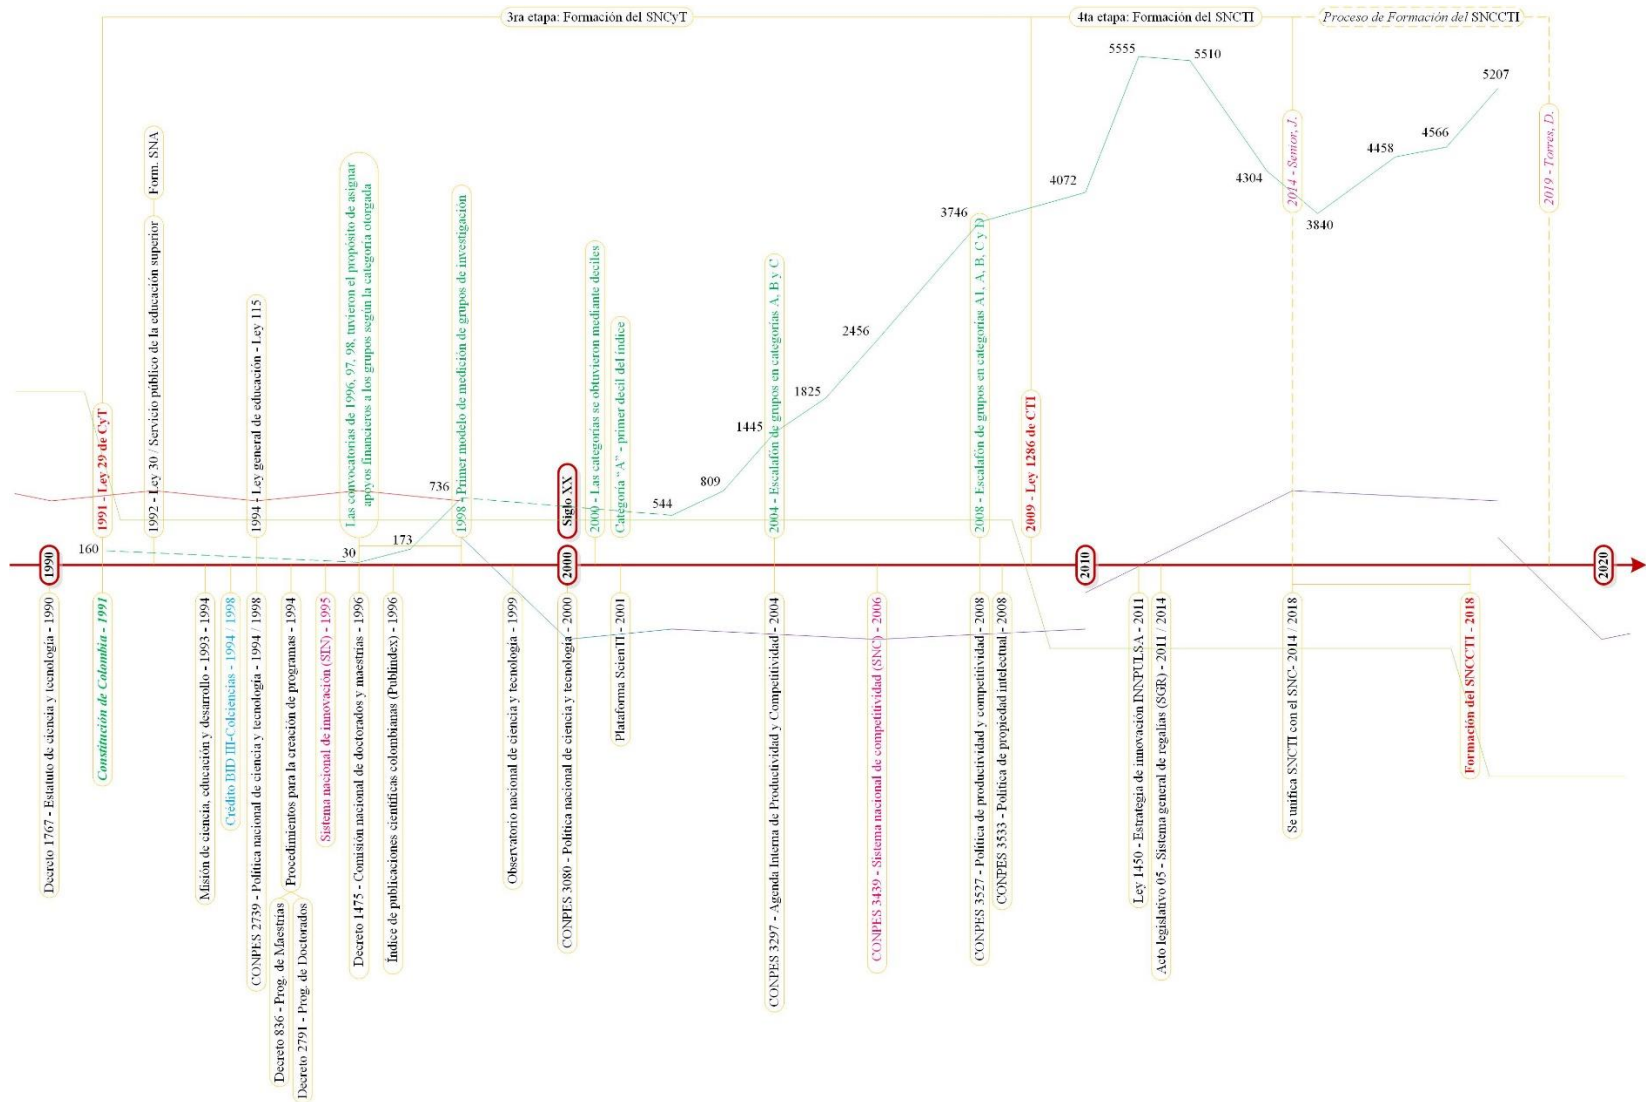 3ra etapa: Formación del SNCyT
4ta etapa: Formación del SNCTI
Proceso de Formación del SNCCTI
5555
5510
5207
4072
4304
3840
4458
4566
3746
2456
1825
1445
809
544
736
173
30
160
1991 - Ley 29 de CyT
1992 - Ley 30 / Servicio público de la educación superior
Form. SNA
1994 - Ley general de educación - Ley 115
Las convocatorias de 1996, 97, 98, tuvieron el propósito de asignar
apoyos financieros a los grupos según la categoría otorgada
1998 - Primer modelo de medición de grupos de investigación
Siglo XX
2000 - Las categorías se obtuvieron mediante deciles
Categoría “A” - primer decil del índice
2004 - Escalafón de grupos en categorías A, B y C
2008 - Escalafón de grupos en categorías A1, A, B, C y D
2009 - Ley 1286 de CTI
2014 - Senior, J.
2019 - Torres, D.
1990
2000
2010
2020
Decreto 1767 - Estatuto de ciencia y tecnología - 1990
Constitución de Colombia - 1991
Misión de ciencia, educación y desarrollo - 1993 - 1994
Crédito BID III-Colciencias - 1994 / 1998
CONPES 2739 - Política nacional de ciencia y tecnología - 1994 / 1998
Procedimientos para la creación de programas - 1994
Decreto 836 - Prog. de Maestrías
Decreto 2791 - Prog. de Doctorados
Sistema nacional de innovación (SIN) - 1995
Decreto 1475 - Comisión nacional de doctorados y maestrías - 1996
Índice de publicaciones científicas colombianas (Publindex) - 1996
Observatorio nacional de ciencia y tecnología - 1999
CONPES 3080 - Política nacional de ciencia y tecnología - 2000
Plataforma ScienTI - 2001
CONPES 3297 - Agenda Interna de Productividad y Competitividad - 2004
CONPES 3439 - Sistema nacional de competitividad (SNC) - 2006
CONPES 3527 - Política de productividad y competitividad - 2008
CONPES 3533 - Política de propiedad intelectual - 2008
Ley 1450 - Estrategia de innovación INNPULSA - 2011
Acto legislativo 05 - Sistema general de regalías (SGR) - 2011 / 2014
Se unifica SNCTI con el SNC- 2014 / 2018
Formación del SNCCTI - 2018